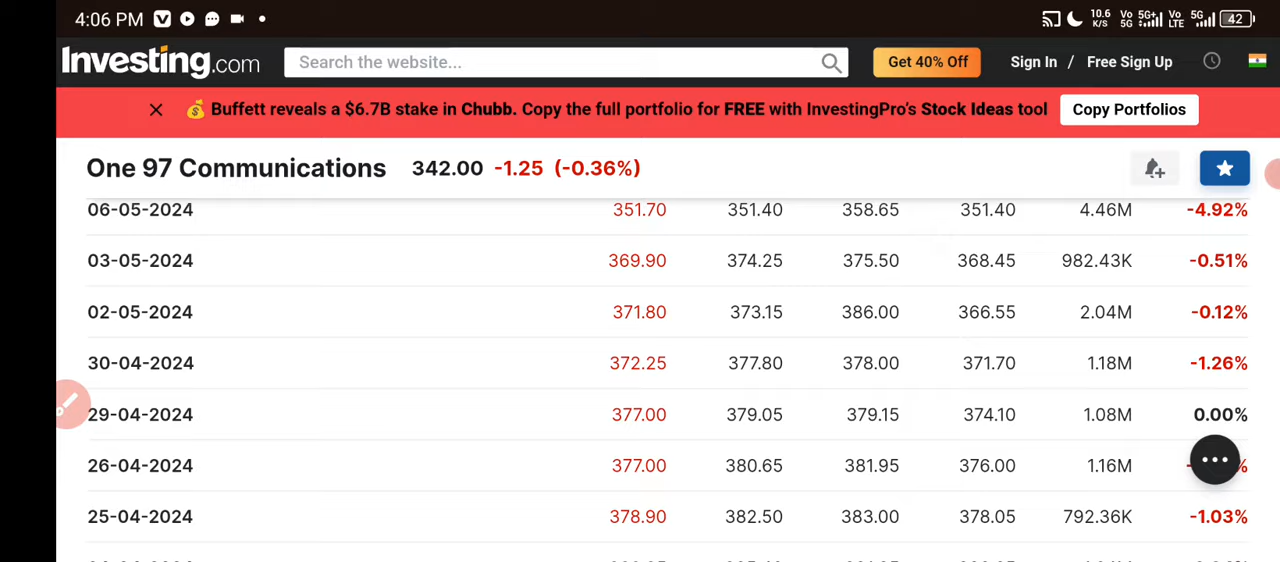 4:06 PM 10.6 K/S Vo 5G 5G+ Vo LTE 5G 42
Investing.com Search the website... Get 40% Off Sign In / Free Sign Up
Buffett reveals a $6.7B stake in Chubb. Copy the full portfolio for FREE with InvestingPro's Stock Ideas tool Copy Portfolios
One 97 Communications 342.00 -1.25 (-0.36%)
06-05-2024 351.70 351.40 358.65 351.40 4.46M -4.92%
03-05-2024 369.90 374.25 375.50 368.45 982.43K -0.51%
02-05-2024 371.80 373.15 386.00 366.55 2.04M -0.12%
30-04-2024 372.25 377.80 378.00 371.70 1.18M -1.26%
29-04-2024 377.00 379.05 379.15 374.10 1.08M 0.00%
26-04-2024 377.00 380.65 381.95 376.00 1.16M
25-04-2024 378.90 382.50 383.00 378.05 792.36K -1.03%